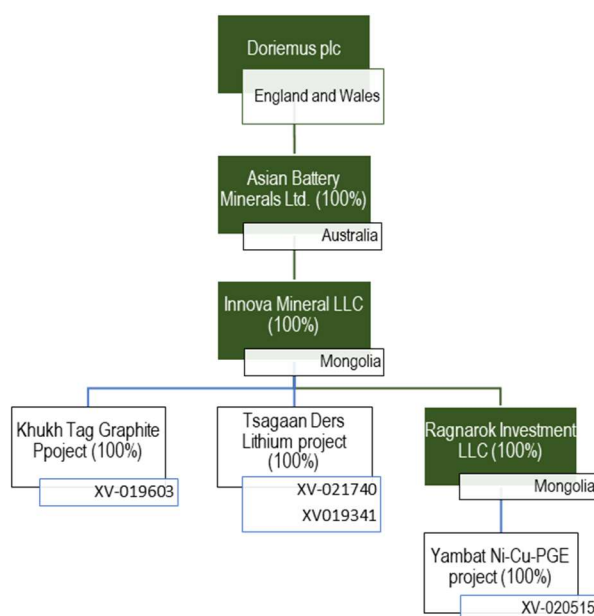 Doriemus plc
England and Wales
Asian Battery
Minerals Ltd. (100%)
Australia
Innova Mineral LLC
(100%)
Mongolia
Khukh Tag Graphite
Ppoject (100%)
XV-019603
Tsagaan Ders
Lithium project
(100%)
XV-021740
XV019341
Ragnarok Investment
LLC (100%)
Mongolia
Yambat Ni-Cu-PGE
project (100%)
XV-020515